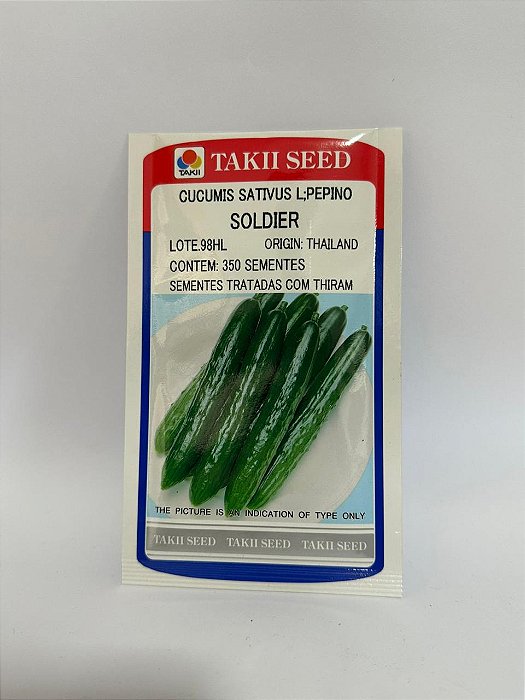 TAKII
TAKII SEED
CUCUMIS SATIVUS L;PEPINO
SOLDIER
LOTE.98HL ORIGIN: THAILAND
CONTEM: 350 SEMENTES
SEMENTES TRATADAS COM THIRAM
THE PICTURE IS AN INDICATION OF TYPE ONLY
TAKII SEED TAKII SEED TAKII SEED